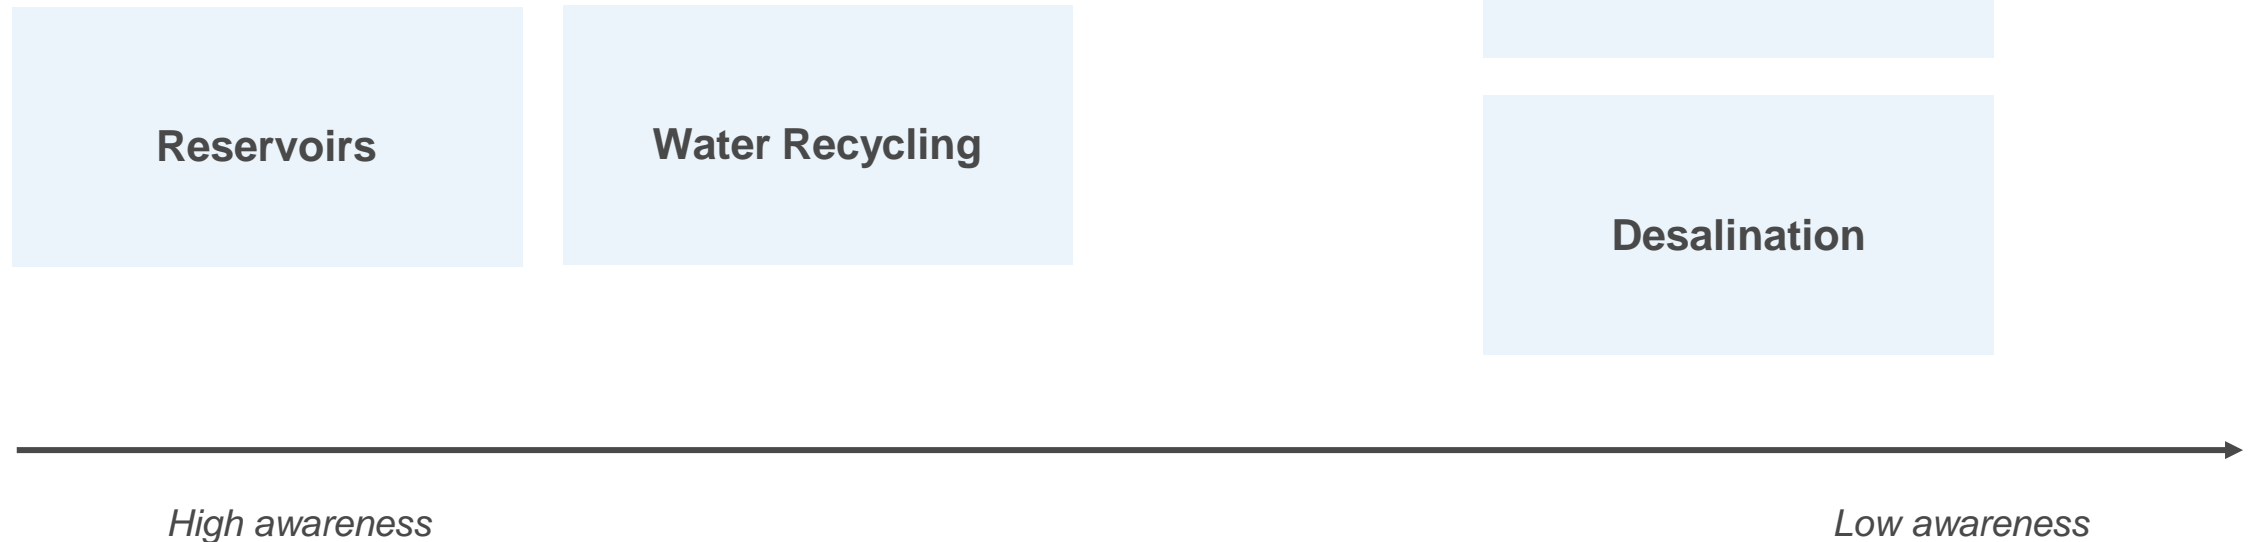 Reservoirs
Water Recycling
Desalination
High awareness
Low awareness